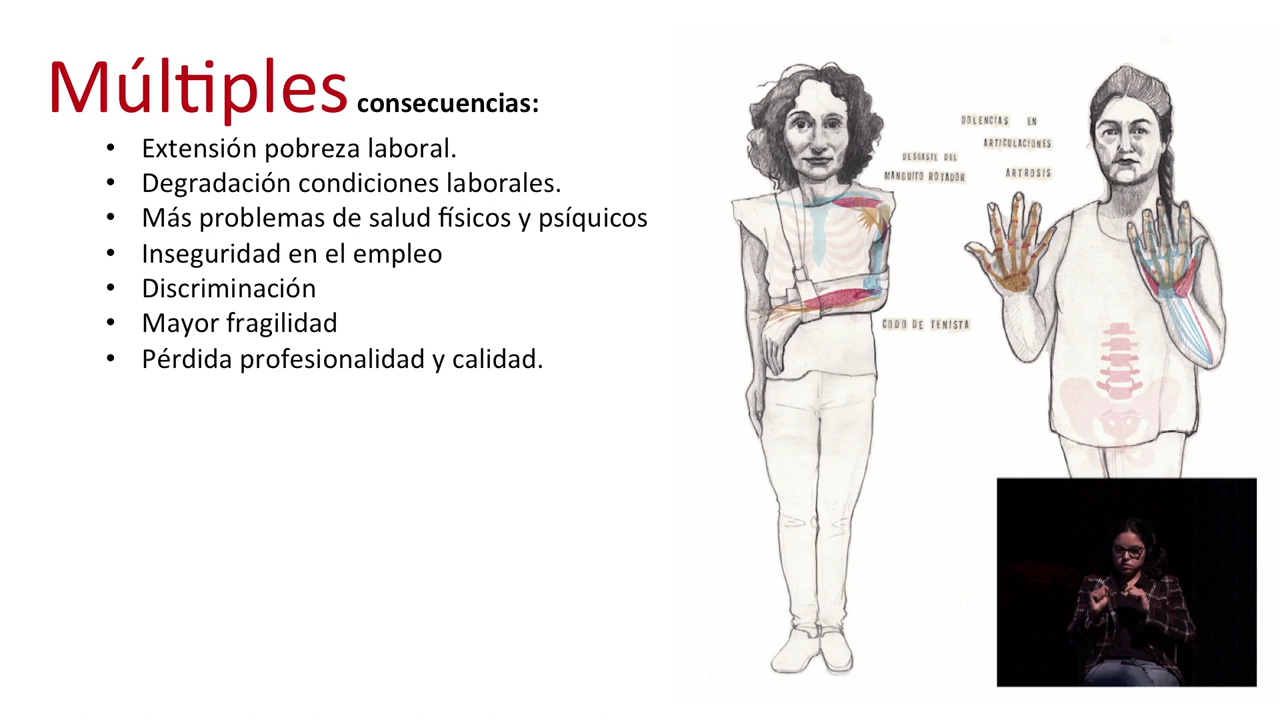 Múltiples consecuencias:
• Extensión pobreza laboral.
• Degradación condiciones laborales.
• Más problemas de salud físicos y psíquicos
• Inseguridad en el empleo
• Discriminación
• Mayor fragilidad
• Pérdida profesionalidad y calidad.
DOLENCIAS EN
ARTICULACIONES
ARTROSIS
DESGASTE DEL
MANGUITO ROTADOR
CODO DE TENISTA